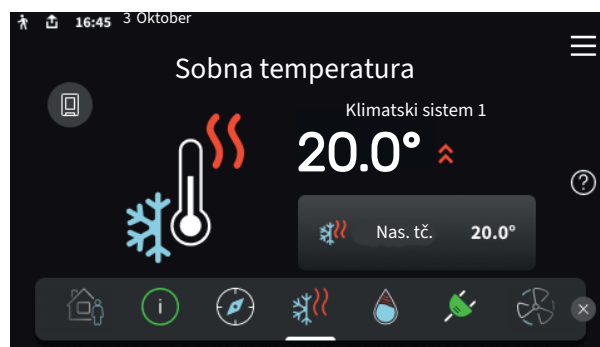 16:45 3 Oktober
Sobna temperatura
Klimatski sistem 1
20.0°
Nas. tč. 20.0°